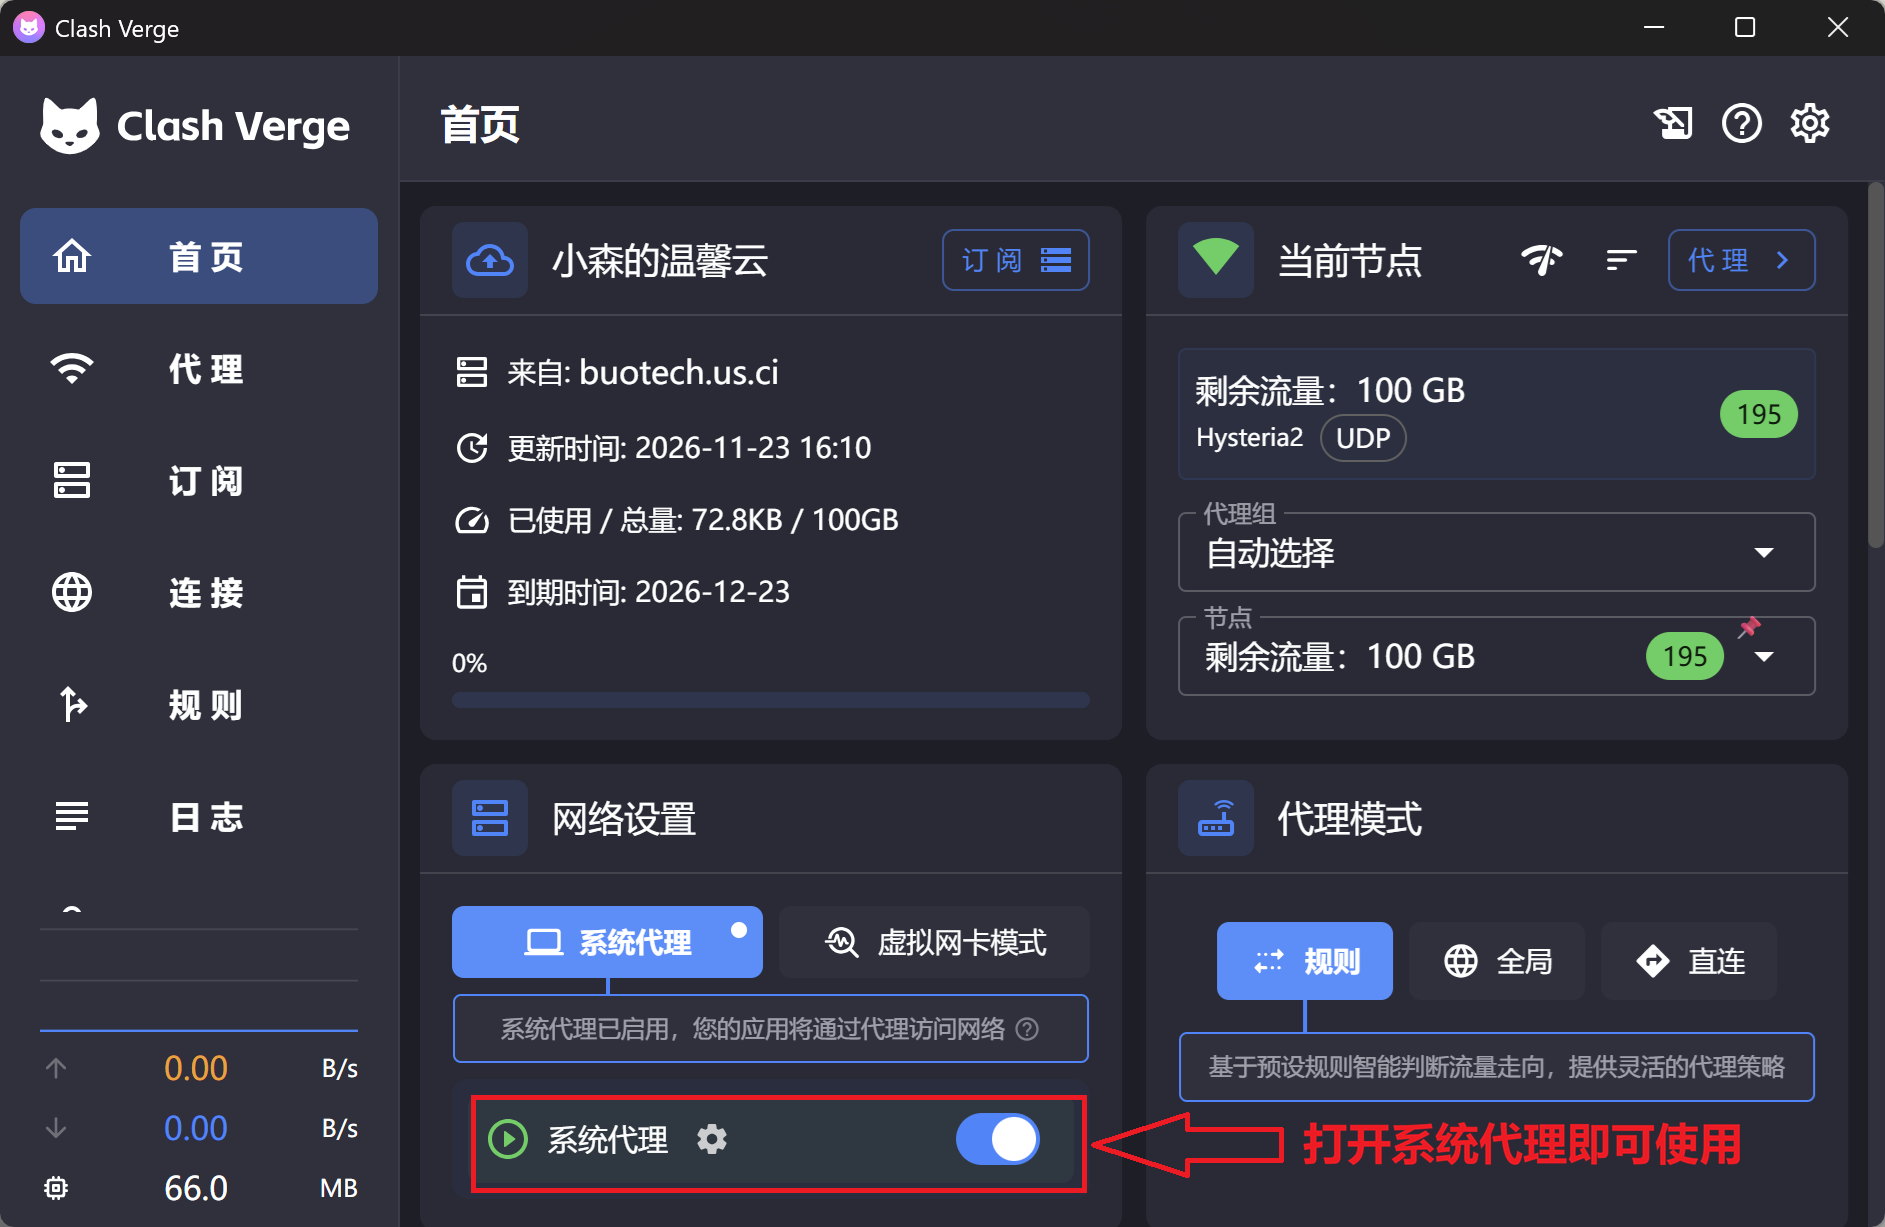 Clash Verge
Clash Verge
首页
首页
代理
订阅
连接
规则
日志
0.00 B/s
0.00 B/s
66.0 MB
小森的温馨云
订阅
来自: buotech.us.ci
更新时间: 2026-11-23 16:10
已使用 / 总量: 72.8KB / 100GB
到期时间: 2026-12-23
0%
当前节点
代理
剩余流量：100 GB
Hysteria2 UDP
195
代理组
自动选择
节点
剩余流量：100 GB
195
网络设置
系统代理
虚拟网卡模式
系统代理已启用，您的应用将通过代理访问网络
系统代理
代理模式
规则
全局
直连
基于预设规则智能判断流量走向，提供灵活的代理策略
打开系统代理即可使用